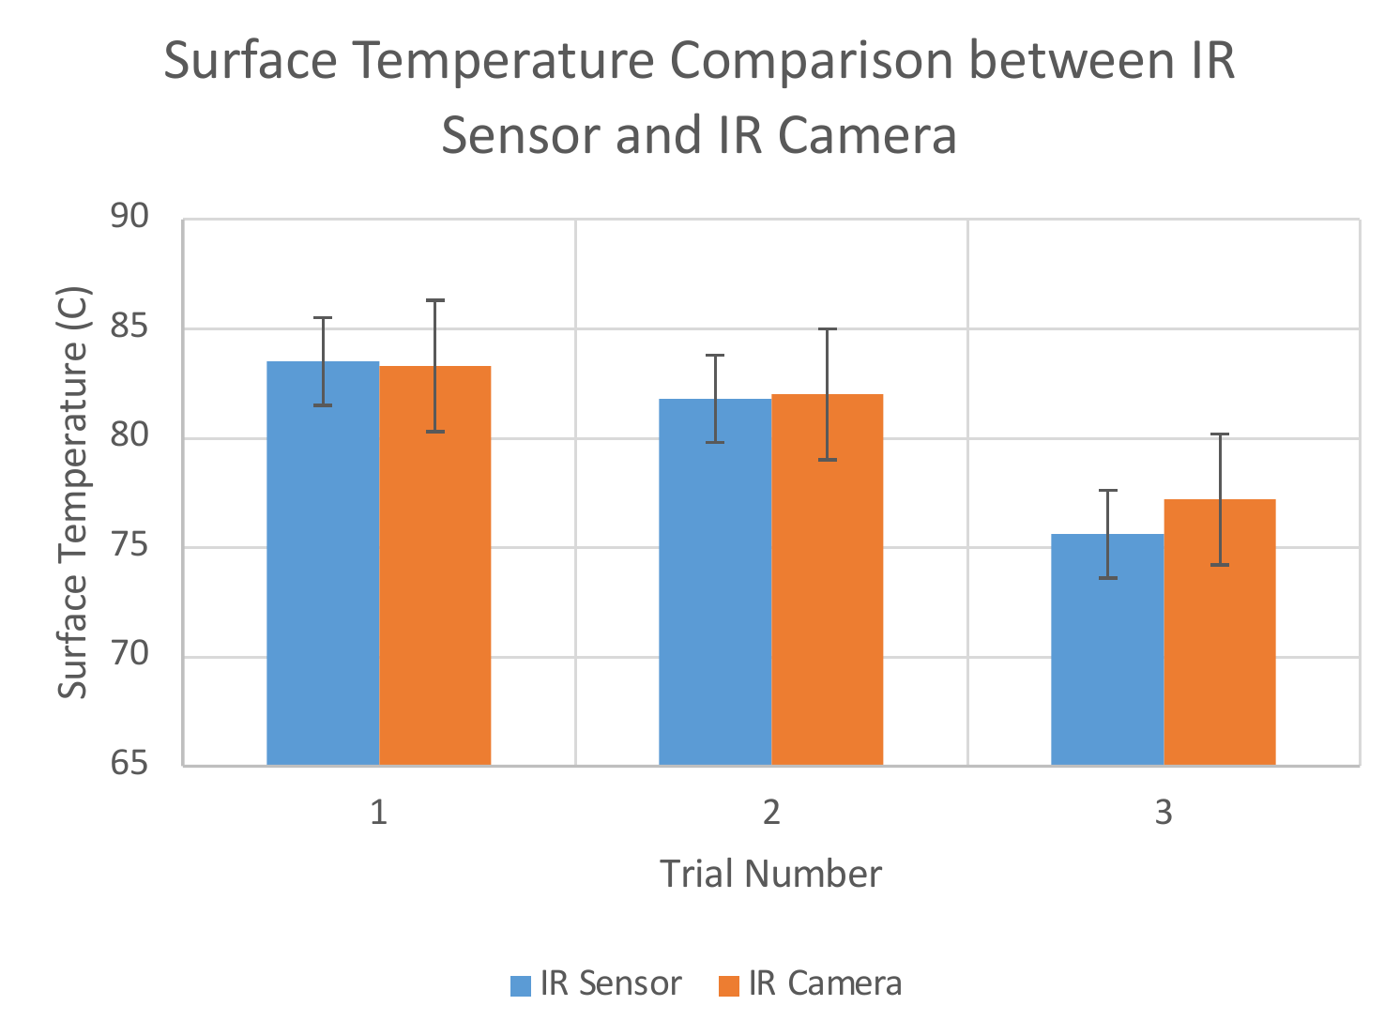 Surface Temperature Comparison between IR
Sensor and IR Camera
Surface Temperature (C)
90
85
80
75
70
65
1 2 3
Trial Number
IR Sensor IR Camera